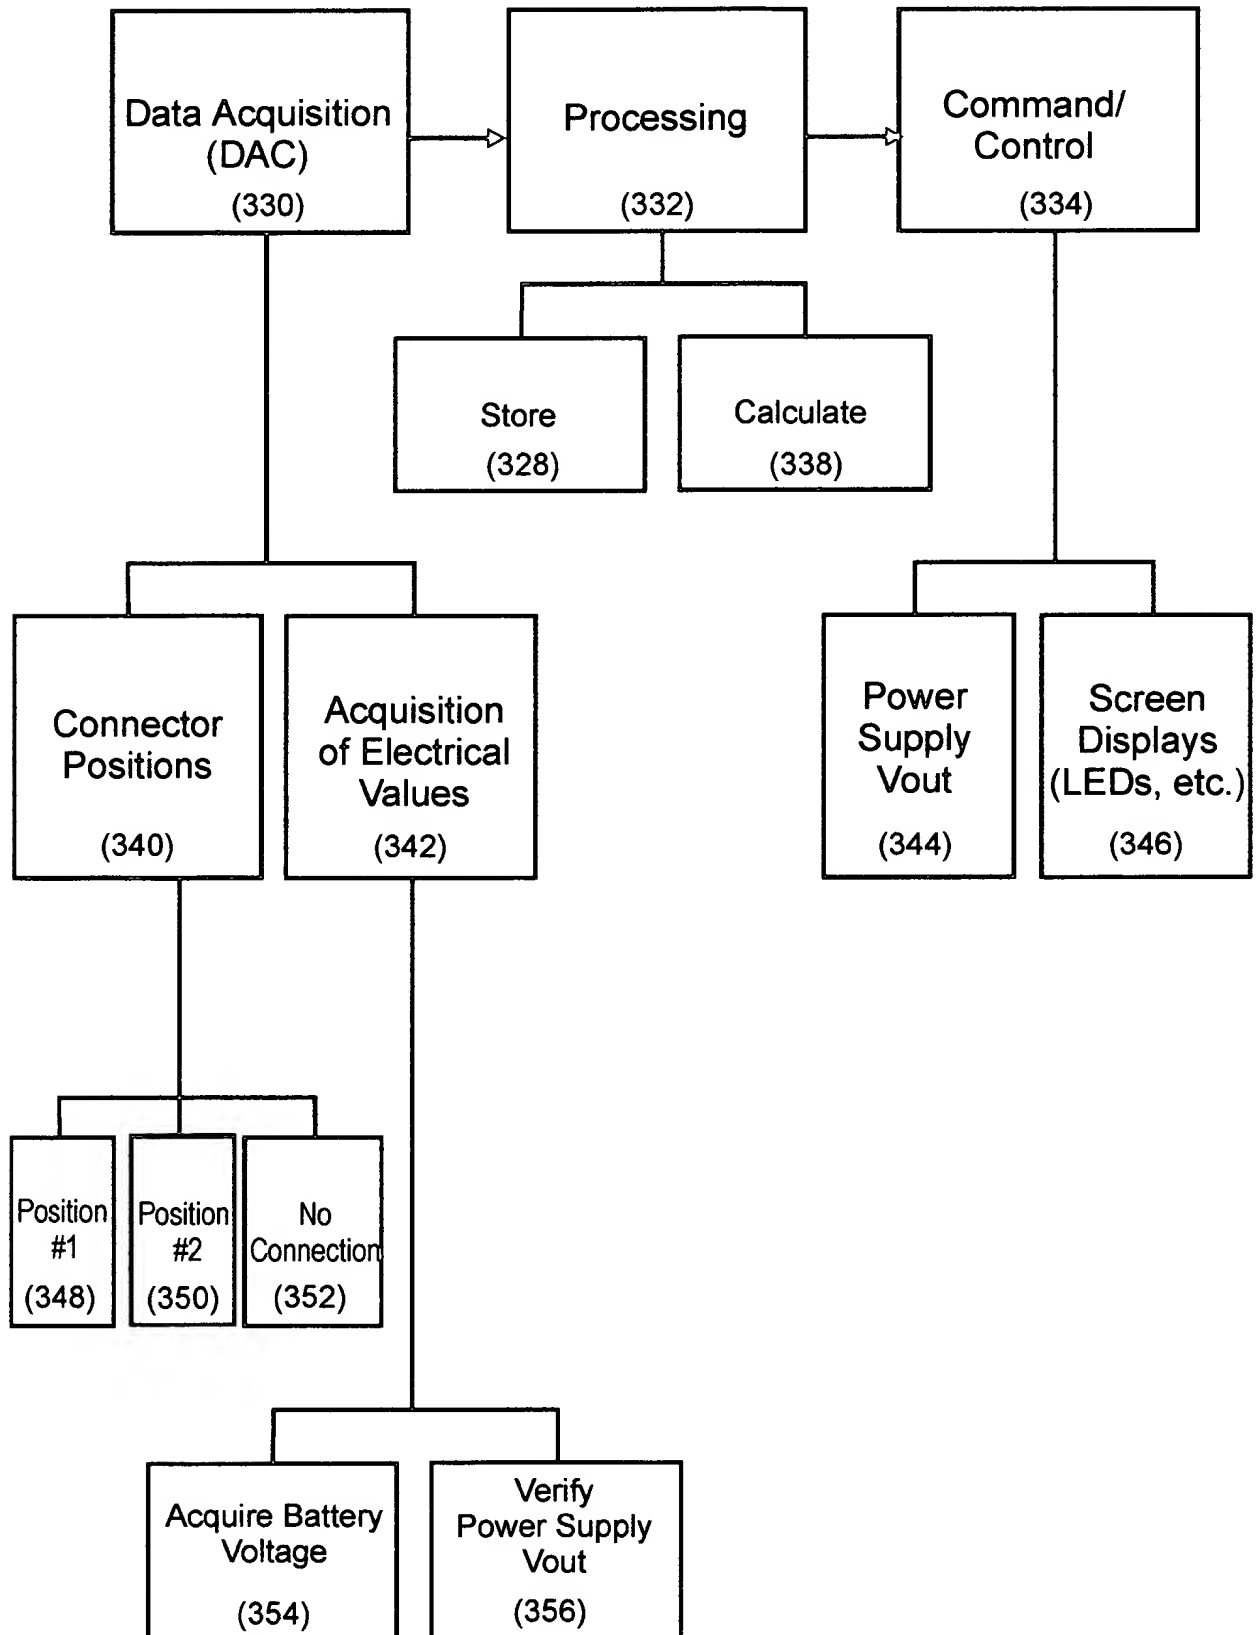 Data Acquisition
(DAC)
(330)
Processing
(332)
Command/
Control
(334)
Store
(328)
Calculate
(338)
Connector
Positions
(340)
Acquisition
of Electrical
Values
(342)
Power
Supply
Vout
(344)
Screen
Displays
(LEDs, etc.)
(346)
Position
#1
(348)
Position
#2
(350)
No
Connection
(352)
Acquire Battery
Voltage
(354)
Verify
Power Supply
Vout
(356)